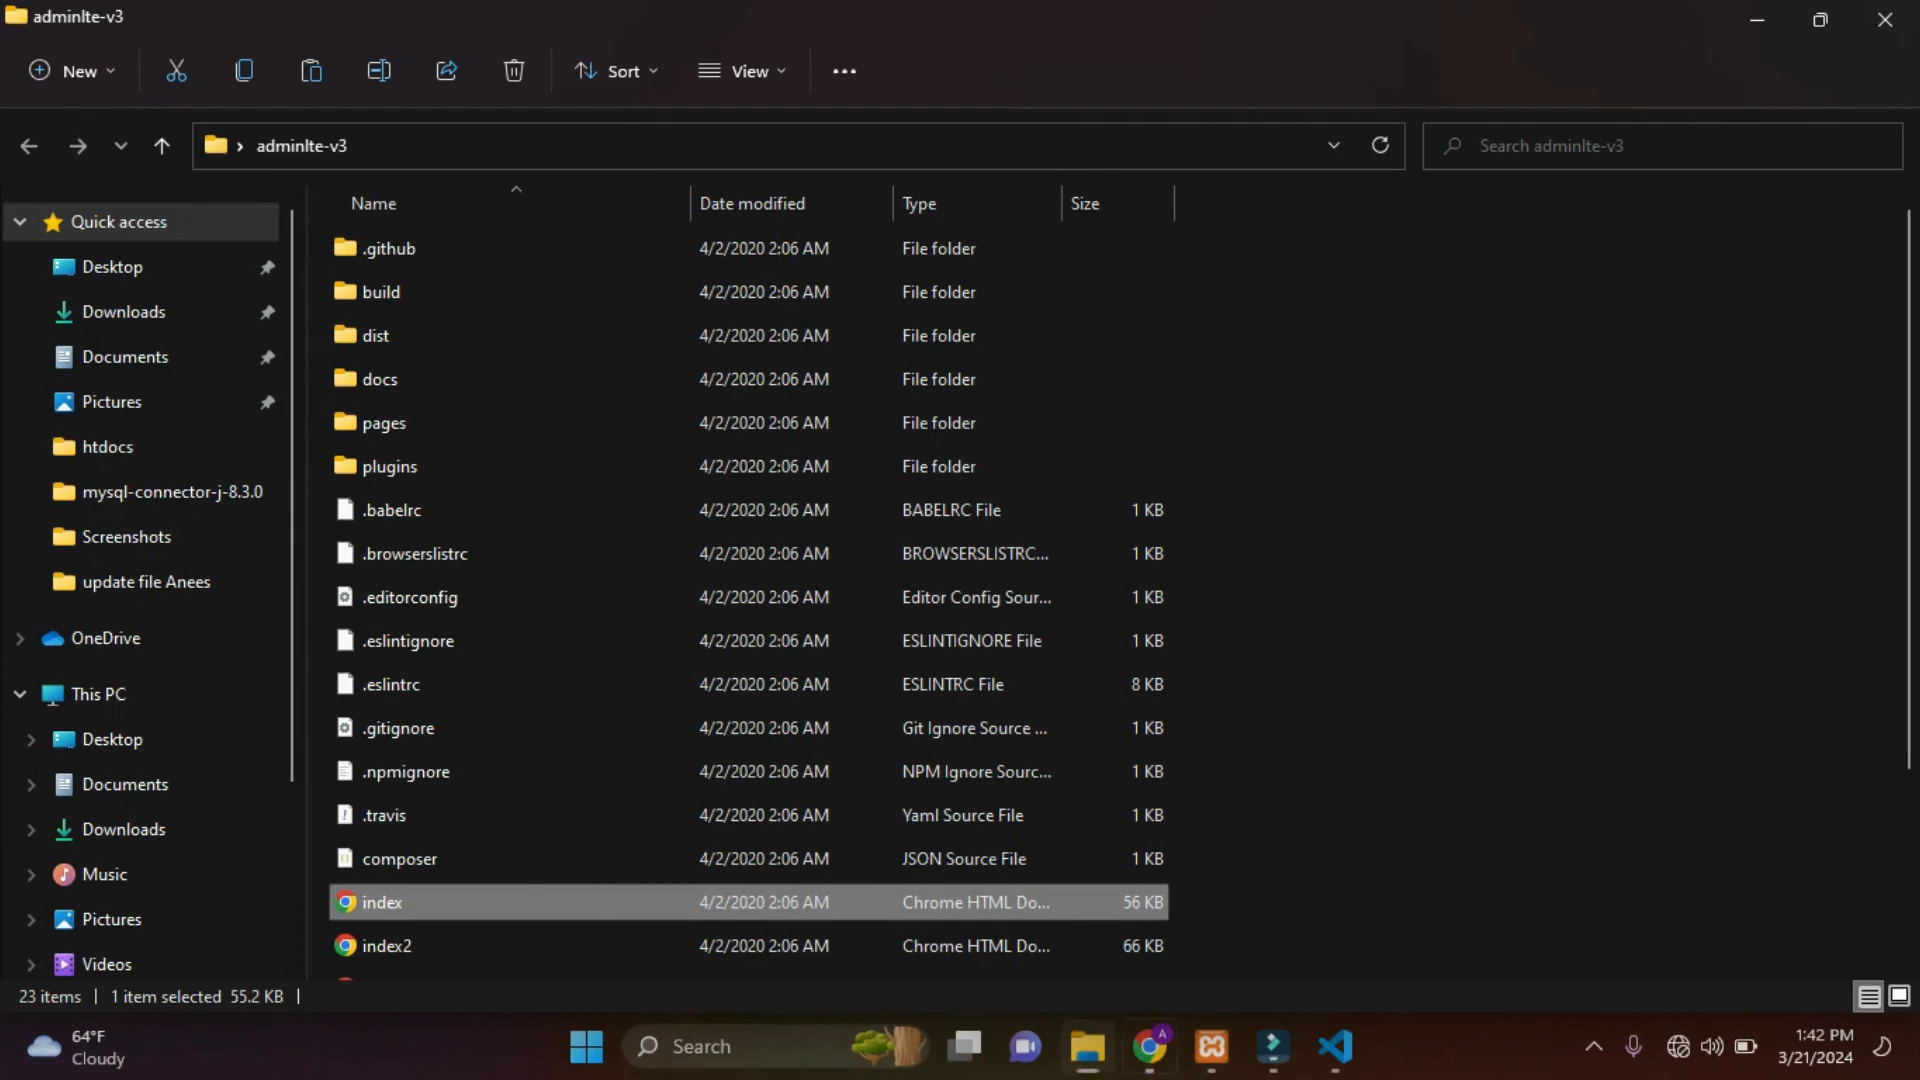 adminlte-v3
New
Sort
View
adminlte-v3
Search adminlte-v3
Name Date modified Type Size
Quick access
Desktop
Downloads
Documents
Pictures
htdocs
mysql-connector-j-8.3.0
Screenshots
update file Anees
OneDrive
This PC
Desktop
Documents
Downloads
Music
Pictures
Videos
.github 4/2/2020 2:06 AM File folder
build 4/2/2020 2:06 AM File folder
dist 4/2/2020 2:06 AM File folder
docs 4/2/2020 2:06 AM File folder
pages 4/2/2020 2:06 AM File folder
plugins 4/2/2020 2:06 AM File folder
.babelrc 4/2/2020 2:06 AM BABELRC File 1 KB
.browserslistrc 4/2/2020 2:06 AM BROWSERSLISTRC... 1 KB
.editorconfig 4/2/2020 2:06 AM Editor Config Sour... 1 KB
.eslintignore 4/2/2020 2:06 AM ESLINTIGNORE File 1 KB
.eslintrc 4/2/2020 2:06 AM ESLINTRC File 8 KB
.gitignore 4/2/2020 2:06 AM Git Ignore Source ... 1 KB
.npmignore 4/2/2020 2:06 AM NPM Ignore Sourc... 1 KB
.travis 4/2/2020 2:06 AM Yaml Source File 1 KB
composer 4/2/2020 2:06 AM JSON Source File 1 KB
index 4/2/2020 2:06 AM Chrome HTML Do... 56 KB
index2 4/2/2020 2:06 AM Chrome HTML Do... 66 KB
23 items | 1 item selected 55.2 KB |
64°F
Cloudy
Search
A
1:42 PM
3/21/2024